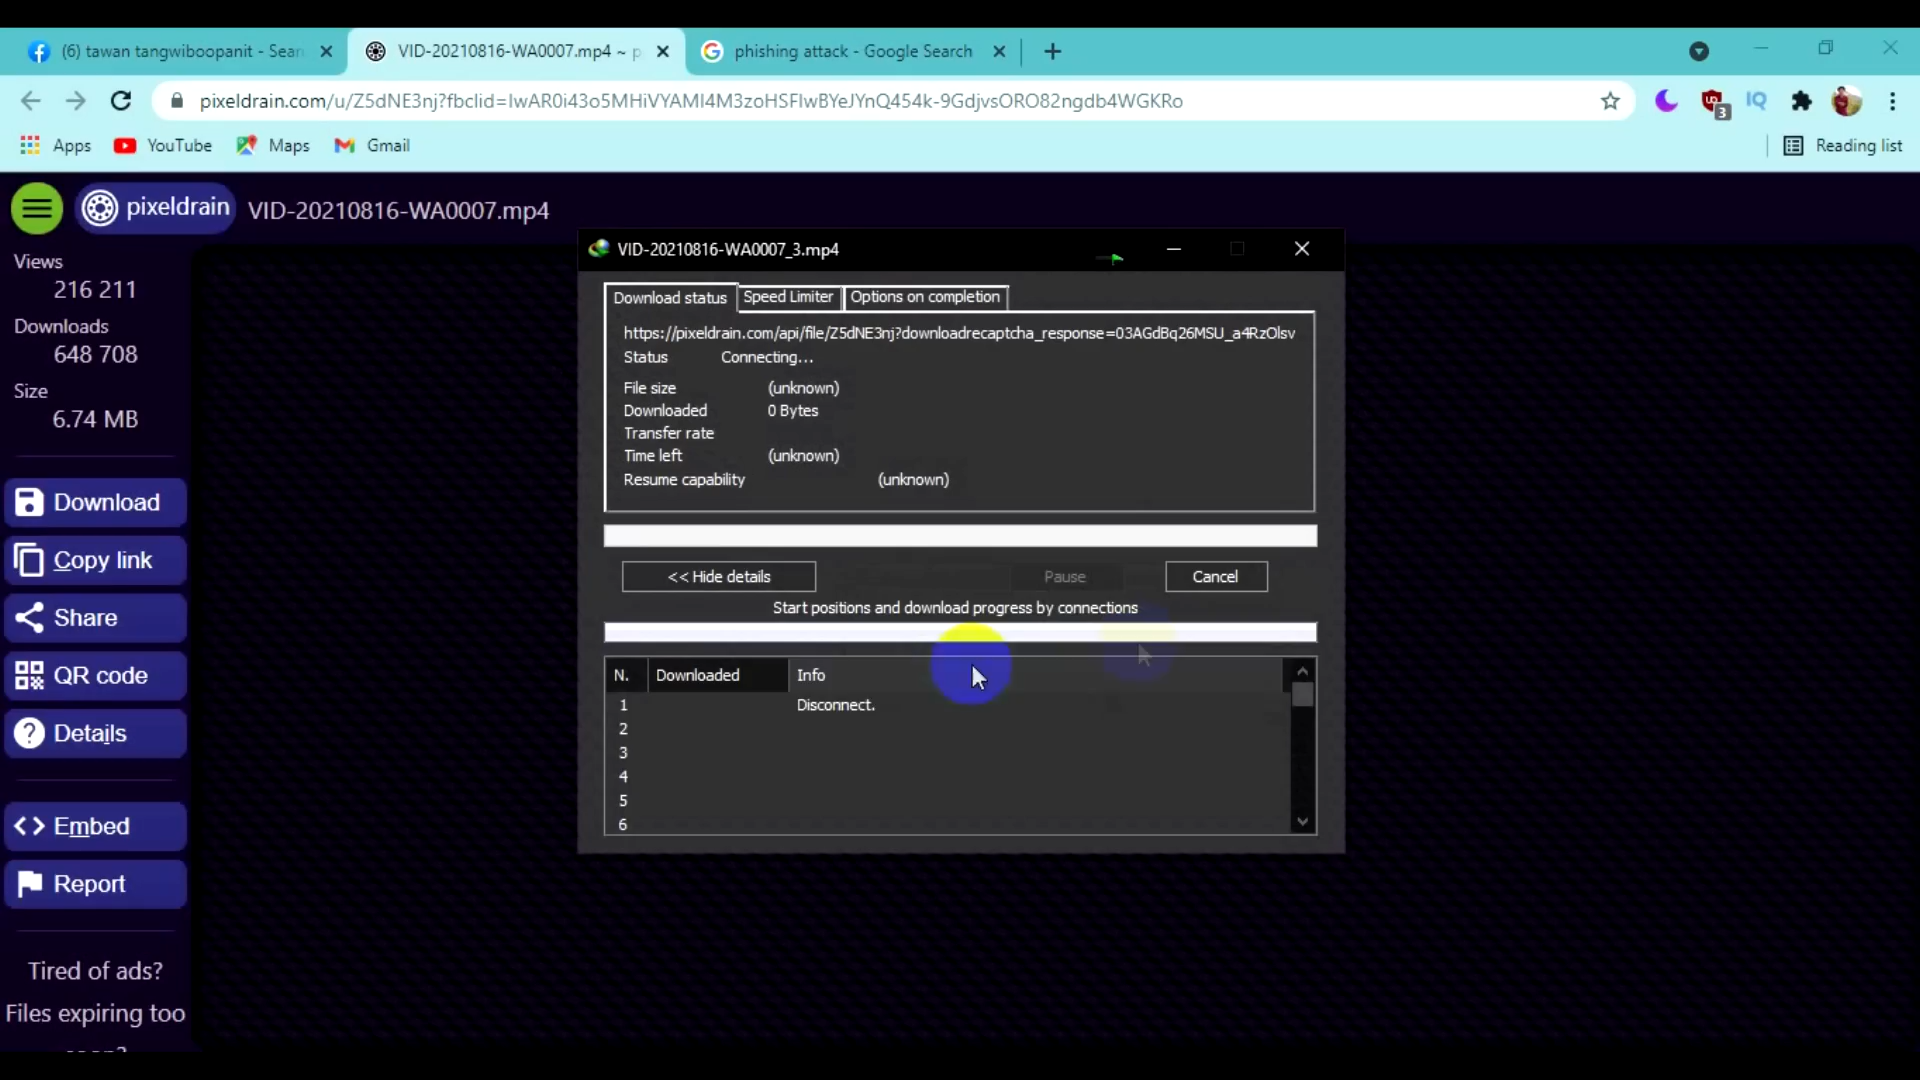 (6) tawan tangwiboopanit - Sear
VID-20210816-WA0007.mp4 ~ p
phishing attack - Google Search
pixeldrain.com/u/Z5dNE3nj?fbclid=IwAR0i43o5MHiVYAMI4M3zoHSFIwBYeJYnQ454k-9GdjvsORO82ngdb4WGKRo
3
IQ
Apps
YouTube
Maps
Gmail
Reading list
pixeldrain
VID-20210816-WA0007.mp4
Views
216 211
Downloads
648 708
Size
6.74 MB
Download
Copy link
Share
QR code
Details
Embed
Report
Tired of ads?
Files expiring too
VID-20210816-WA0007_3.mp4
Download status
Speed Limiter
Options on completion
https://pixeldrain.com/api/file/Z5dNE3nj?downloadrecaptcha_response=03AGdBq26MSU_a4RzOlsv
Status Connecting...
File size (unknown)
Downloaded 0 Bytes
Transfer rate
Time left (unknown)
Resume capability (unknown)
<< Hide details
Pause
Cancel
Start positions and download progress by connections
N. Downloaded Info
1 Disconnect.
2
3
4
5
6